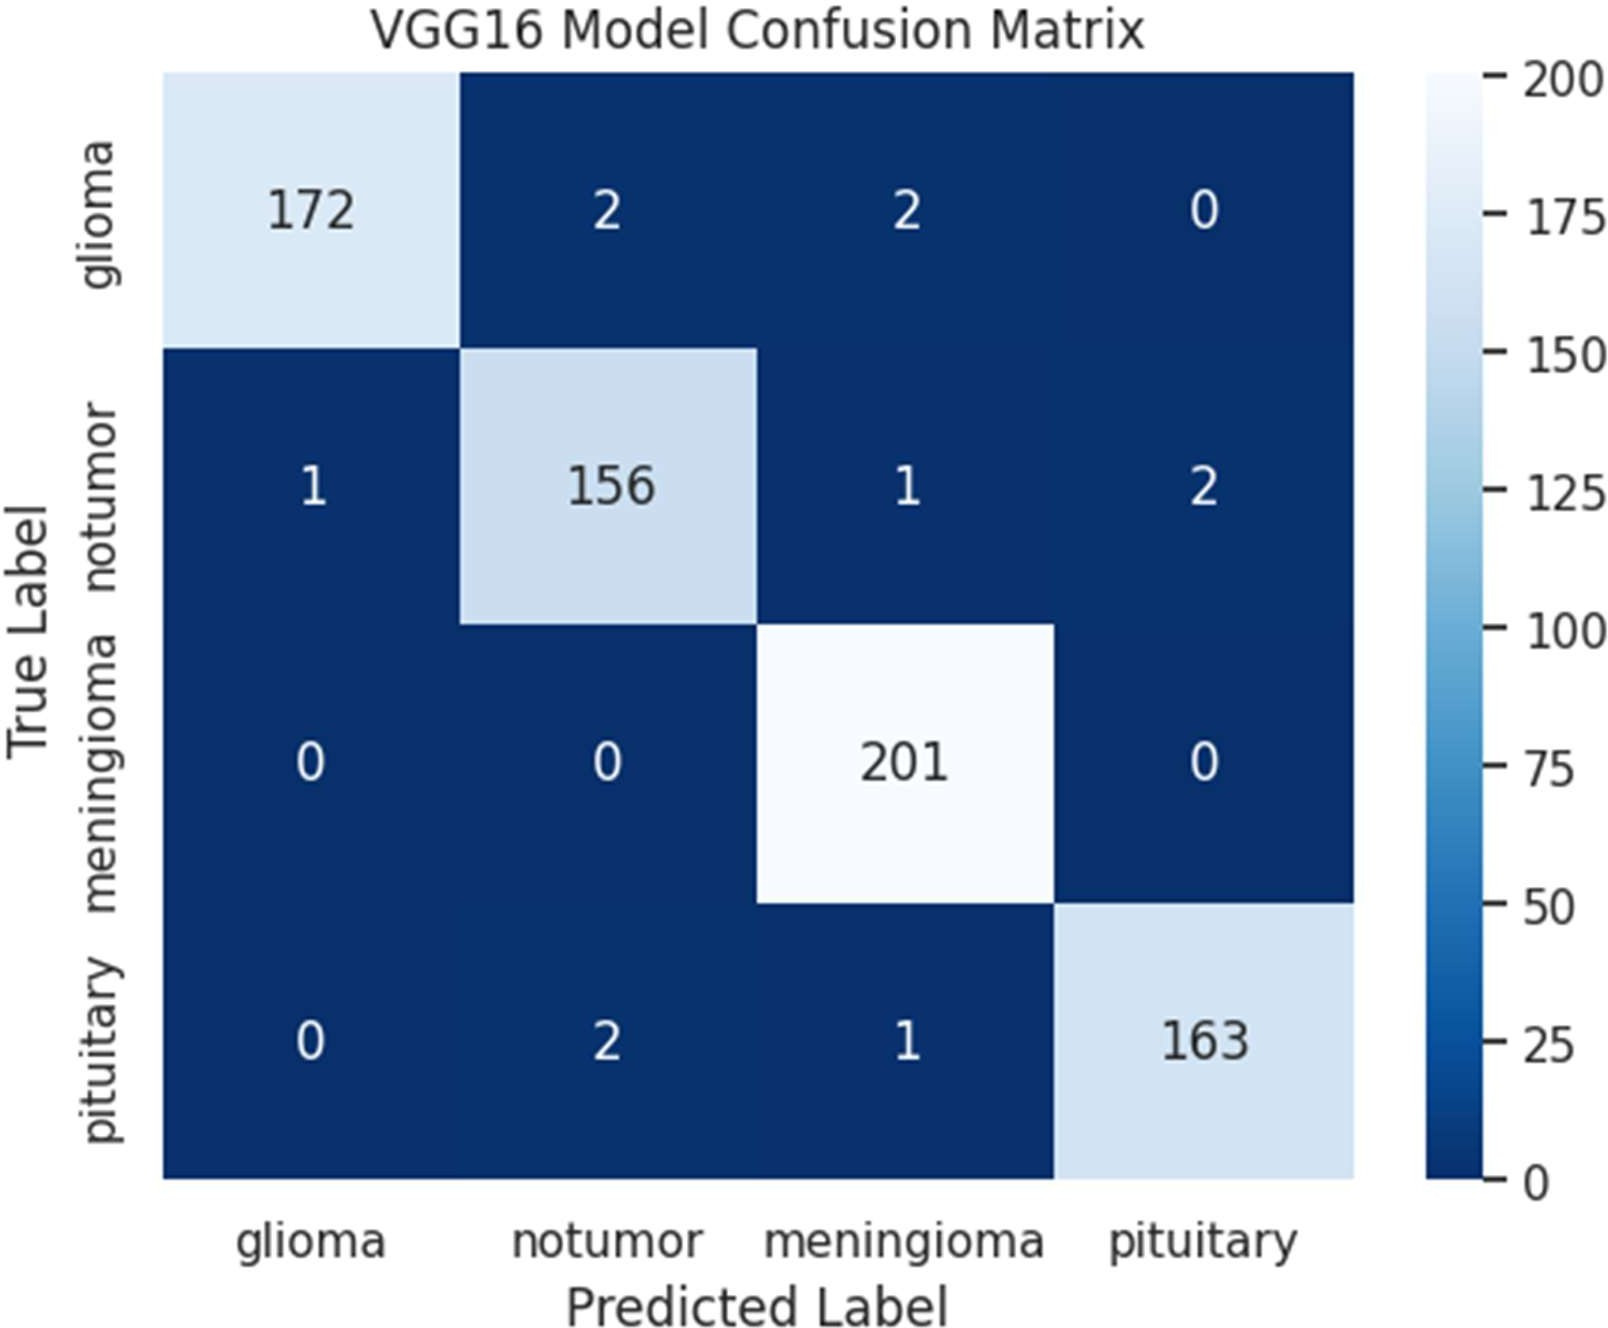 VGG16 Model Confusion Matrix
glioma
172 2 2 0
notumor
1 156 1 2
meningioma
0 0 201 0
pituitary
0 2 1 163
True Label
glioma notumor meningioma pituitary
Predicted Label
200
175
150
125
100
75
50
25
0